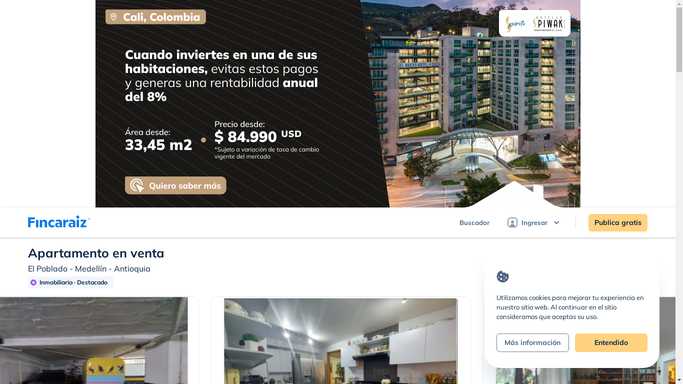 Cali, Colombia
Spirito
HOTELES
SPIWAK
Cuando inviertes en una de sus
habitaciones, evitas estos pagos
y generas una rentabilidad anual
del 8%
Área desde:
33,45 m2
Precio desde:
$ 84.990 USD
*Sujeto a variación de tasa de cambio
vigente del mercado
Quiero saber más
Fincaraíz
Buscador
Ingresar
Publica gratis
Apartamento en venta
El Poblado - Medellín - Antioquia
Inmobiliaria · Destacado
Utilizamos cookies para mejorar tu experiencia en
nuestro sitio web. Al continuar en el sitio
consideramos que aceptas su uso.
Más información
Entendido